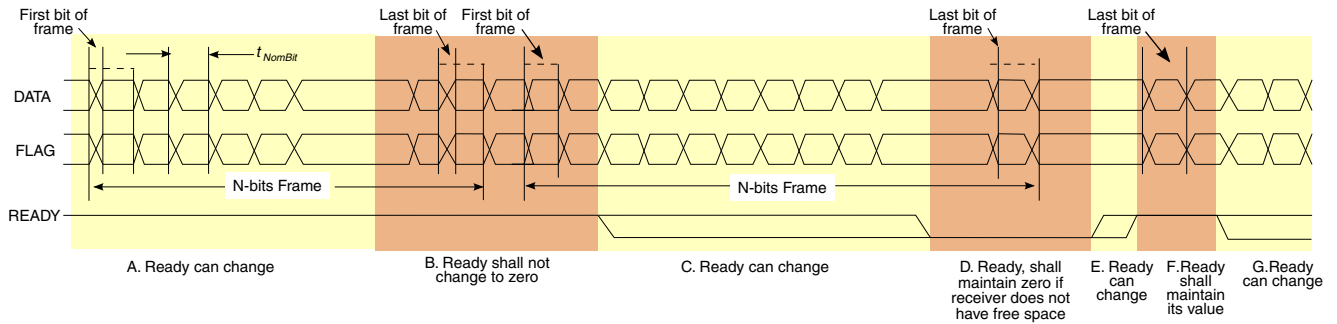 First bit of
frame
t NomBit
Last bit of
frame
First bit of
frame
Last bit of
frame
Last bit of
frame
DATA
FLAG
N-bits Frame
N-bits Frame
READY
A. Ready can change
B. Ready shall not
change to zero
C. Ready can change
D. Ready, shall
maintain zero if
receiver does not
have free space
E. Ready
can
change
F.Ready
shall
maintain
its value
G.Ready
can change